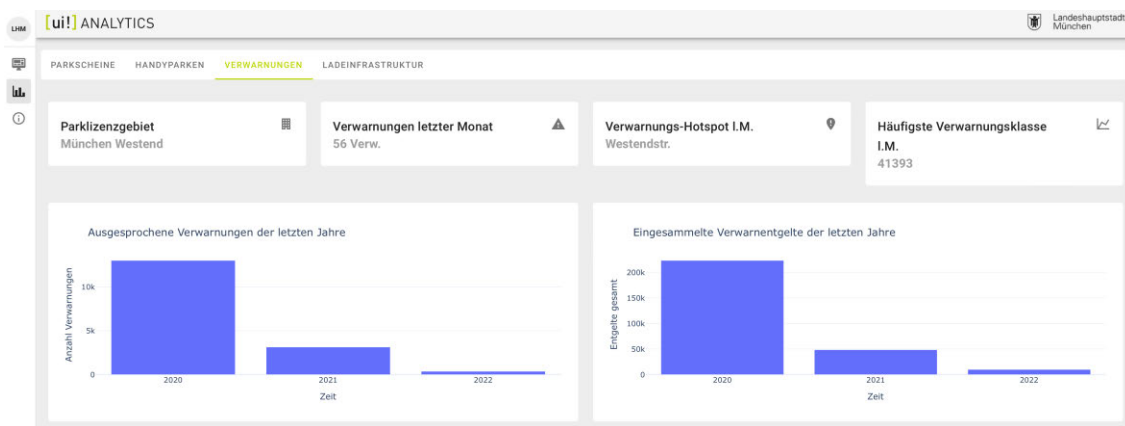 LHM
[ui!] ANALYTICS
Landeshauptstadt
München
PARKSCHEINE HANDYPARKEN VERWARNUNGEN LADEINFRASTRUKTUR
Parklizenzgebiet
München Westend
Verwarnungen letzter Monat
56 Verw.
Verwarnungs-Hotspot l.M.
Westendstr.
Häufigste Verwarnungsklasse
l.M.
41393
Ausgesprochene Verwarnungen der letzten Jahre
Anzahl Verwarnungen
10k
5k
0
2020 2021 2022
Zeit
Eingesammelte Verwarnentgelte der letzten Jahre
Entgelte gesamt
200k
150k
100k
50k
0
2020 2021 2022
Zeit